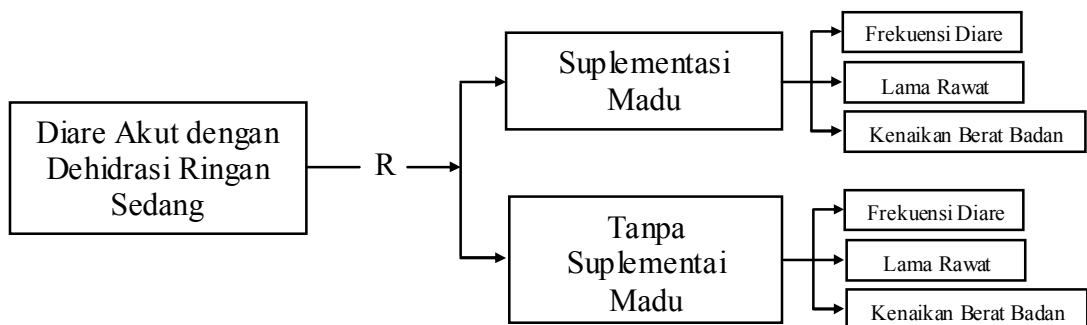 Diare Akut dengan
Dehidrasi Ringan
Sedang
R
Suplementasi
Madu
Frekuensi Diare
Lama Rawat
Kenaikan Berat Badan
Tanpa
Suplementai
Madu
Frekuensi Diare
Lama Rawat
Kenaikan Berat Badan